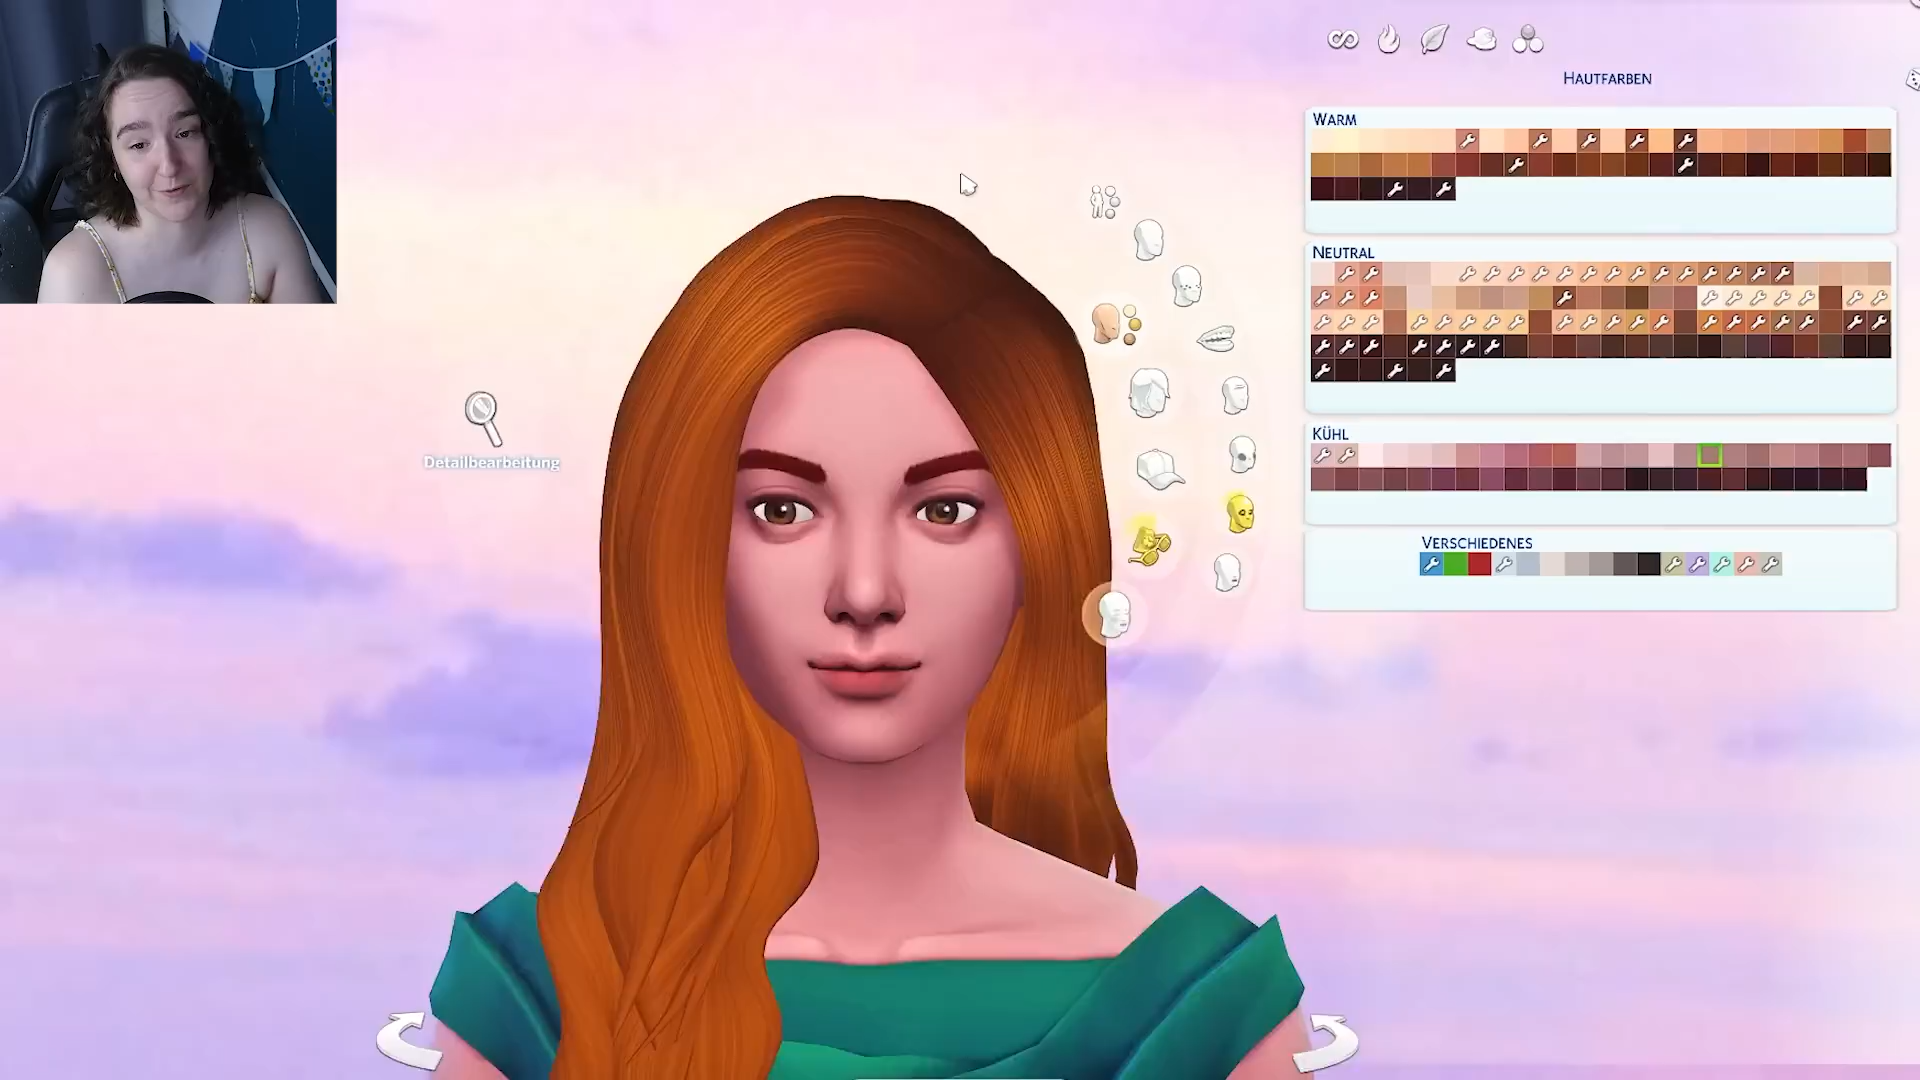 HAUTFARBEN
WARM
NEUTRAL
KÜHL
VERSCHIEDENES
Detailbearbeitung